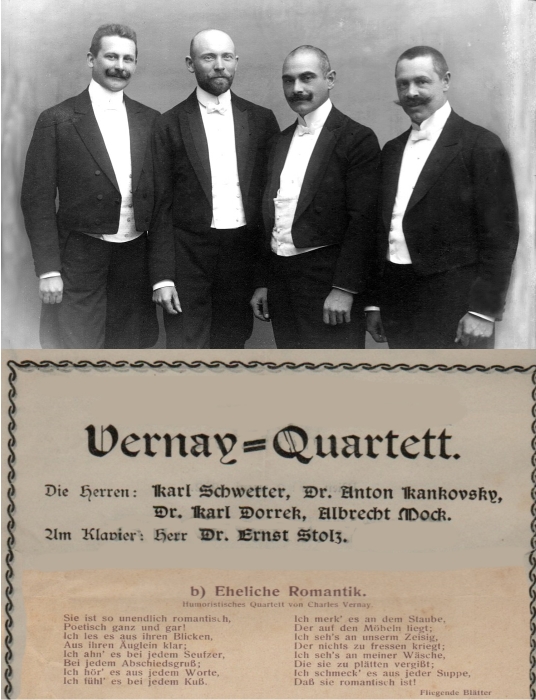 Vernay=Quartett.
Die Herren: Karl Schwetter, Dr. Anton Kankovsky,
Dr. Karl Dorrek, Albrecht Mock.
Am Klavier: Herr Dr. Ernst Stolz.
b) Eheliche Romantik.
Humoristisches Quartett von Charles Vernay
Sie ist so unendlich romantisch,
Poetisch ganz und gar!
Ich les es aus ihren Blicken,
Aus ihren Äuglein klar;
Ich ahn' es bei jedem Seufzer,
Bei jedem Abschiedsgruß;
Ich hör' es aus jedem Worte,
Ich fühl' es bei jedem Kuß.
Ich merk' es an dem Staube,
Der auf den Möbeln liegt;
Ich seh's an unserm Zeisig,
Der nichts zu fressen kriegt;
Ich seh's an meiner Wäsche,
Die sie zu plätten vergißt;
Ich schmeck' es aus jeder Suppe,
Daß sie romantisch ist!
Fliegende Blätter